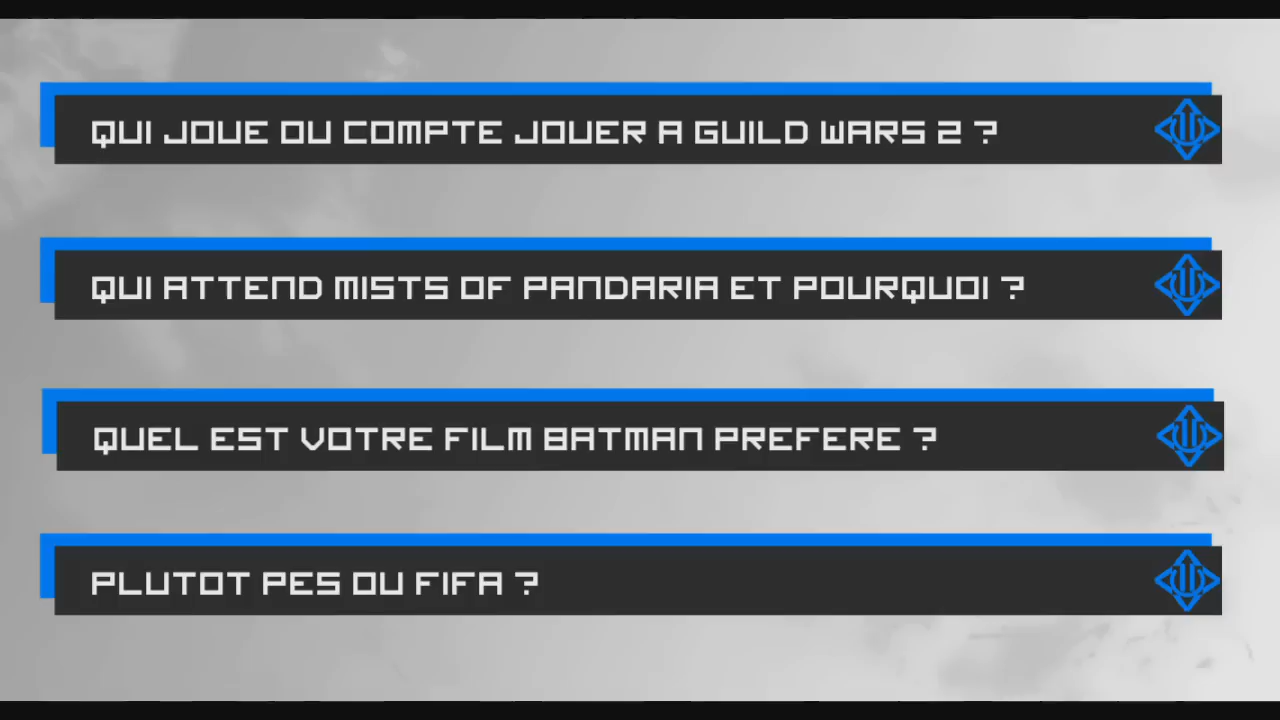 QUI JOUE OU COMPTE JOUER A GUILD WARS 2 ?
QUI ATTEND MISTS OF PANDARIA ET POURQUOI ?
QUEL EST VOTRE FILM BATMAN PREFERE ?
PLUTOT PES OU FIFA ?